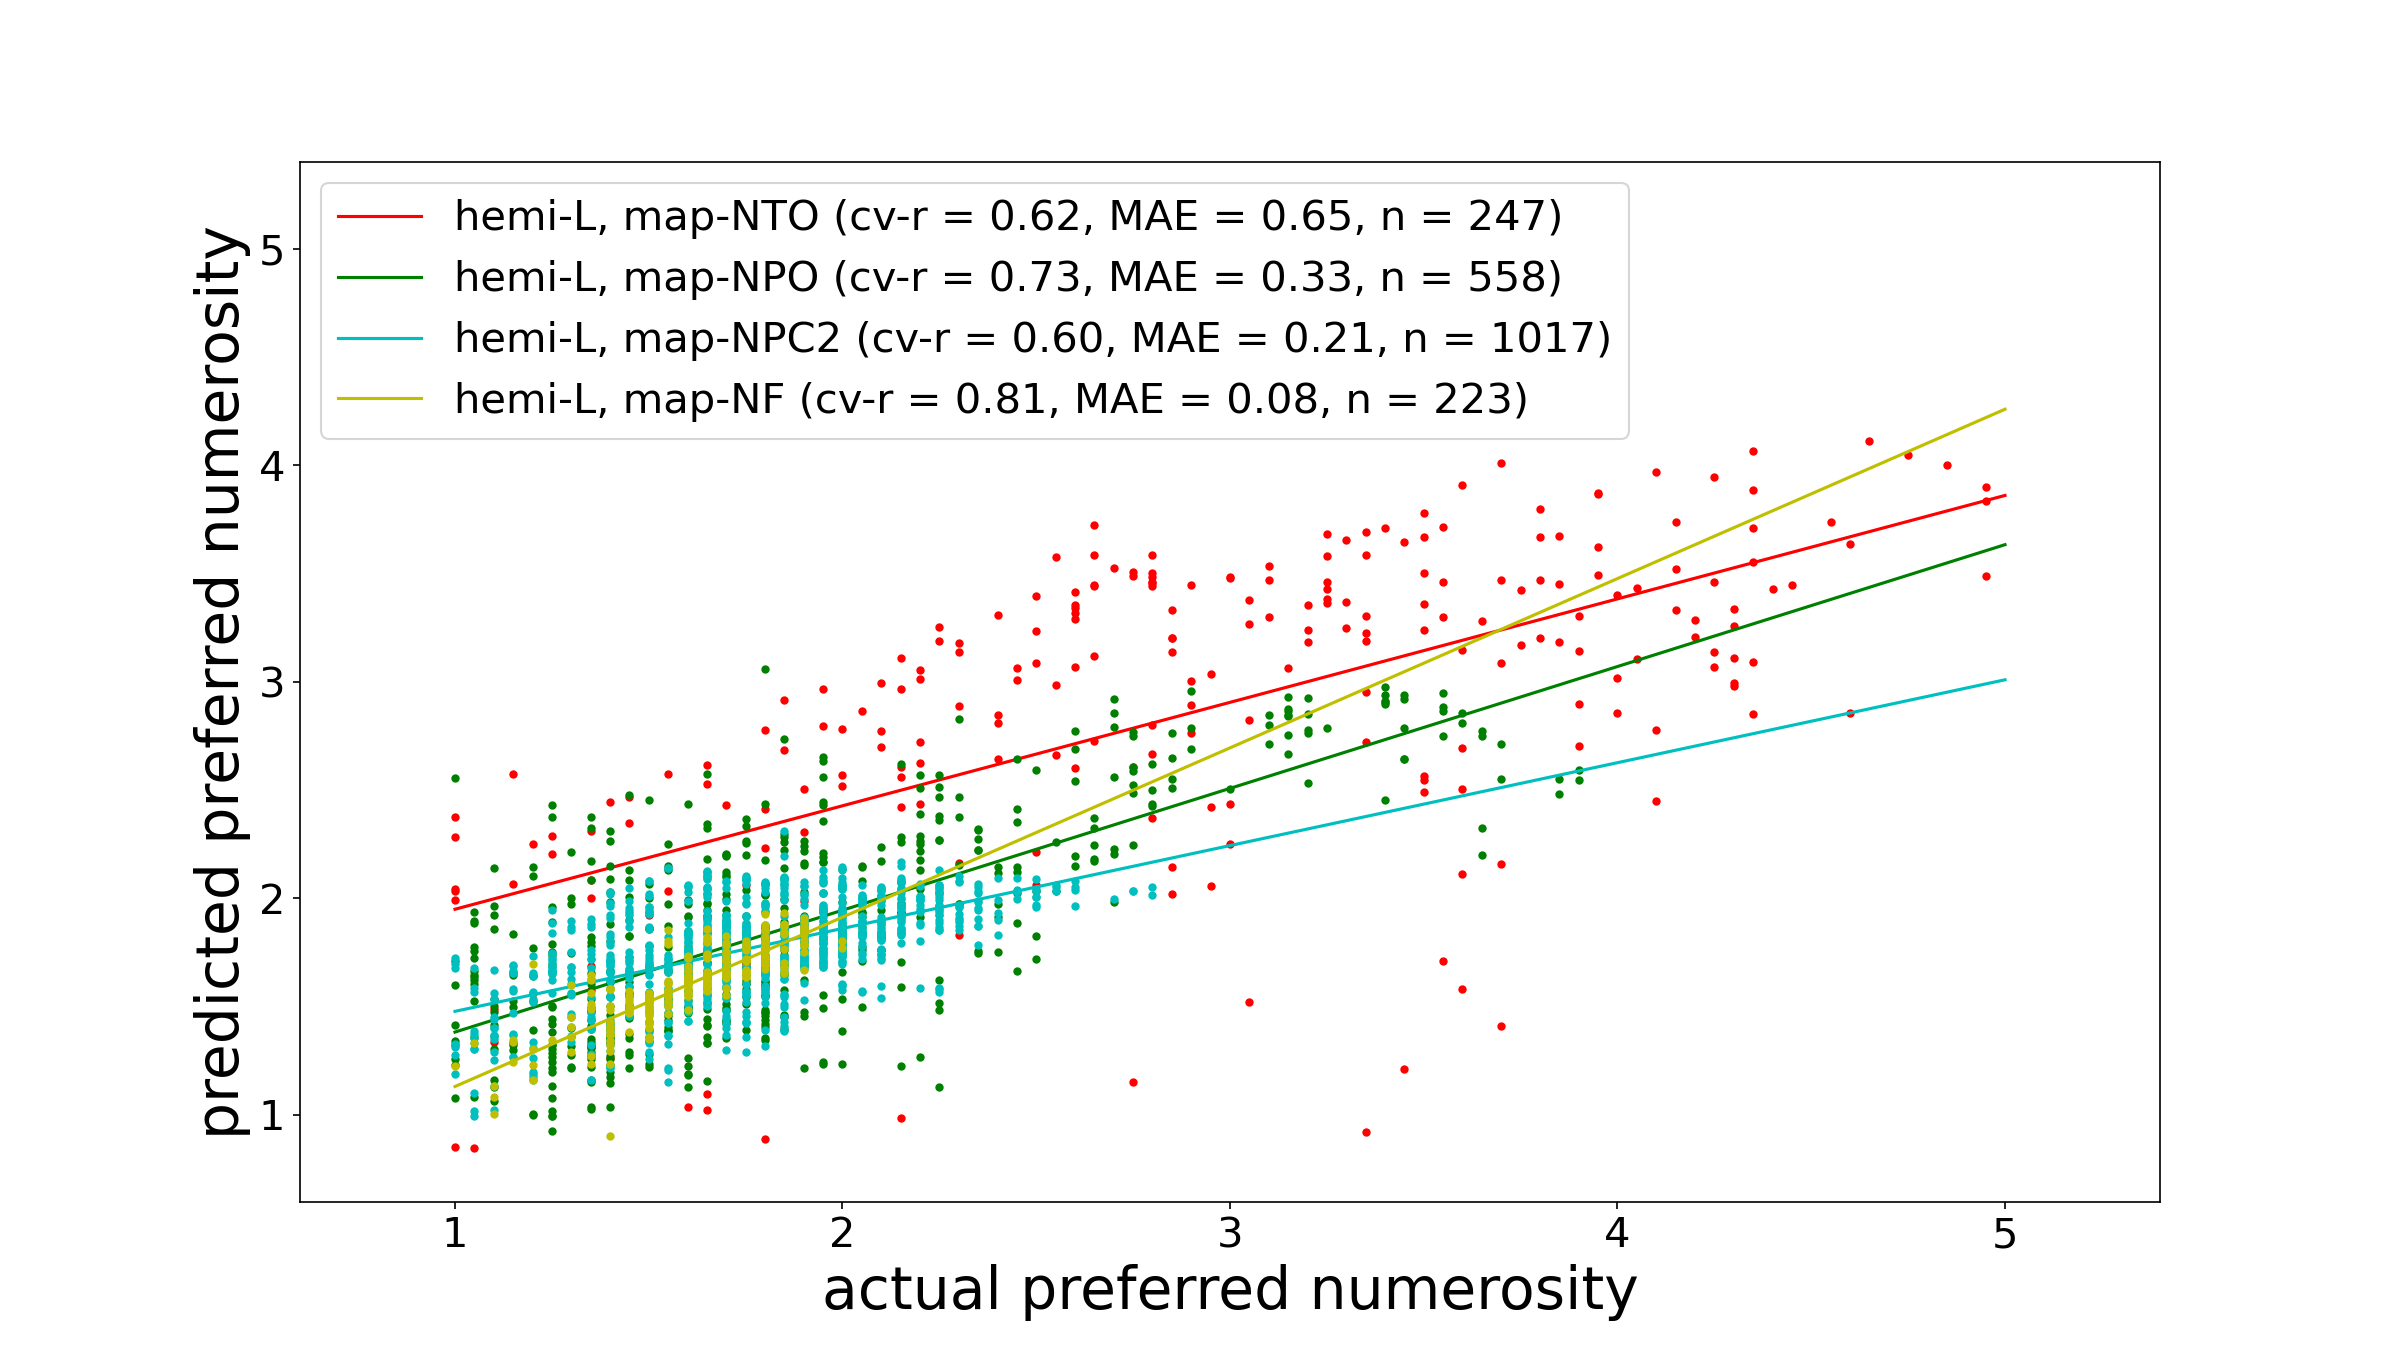 hemi-L, map-NTO (cv-r = 0.62, MAE = 0.65, n = 247)
hemi-L, map-NPO (cv-r = 0.73, MAE = 0.33, n = 558)
hemi-L, map-NPC2 (cv-r = 0.60, MAE = 0.21, n = 1017)
hemi-L, map-NF (cv-r = 0.81, MAE = 0.08, n = 223)
predicted preferred numerosity
5
4
3
2
1
1 2 3 4 5
actual preferred numerosity